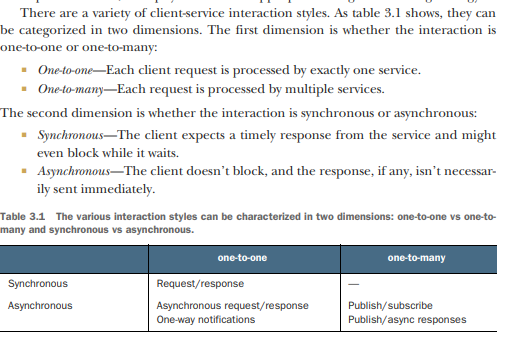 There are a variety of client-service interaction styles. As table 3.1 shows, they can
be categorized in two dimensions. The first dimension is whether the interaction is
one-to-one or one-to-many:
■ One-to-one—Each client request is processed by exactly one service.
■ One-to-many—Each request is processed by multiple services.
The second dimension is whether the interaction is synchronous or asynchronous:
■ Synchronous—The client expects a timely response from the service and might
even block while it waits.
■ Asynchronous—The client doesn't block, and the response, if any, isn't necessar-
ily sent immediately.
Table 3.1 The various interaction styles can be characterized in two dimensions: one-to-one vs one-to-
many and synchronous vs asynchronous.
one-to-one one-to-many
Synchronous Request/response —
Asynchronous Asynchronous request/response Publish/subscribe
One-way notifications Publish/async responses